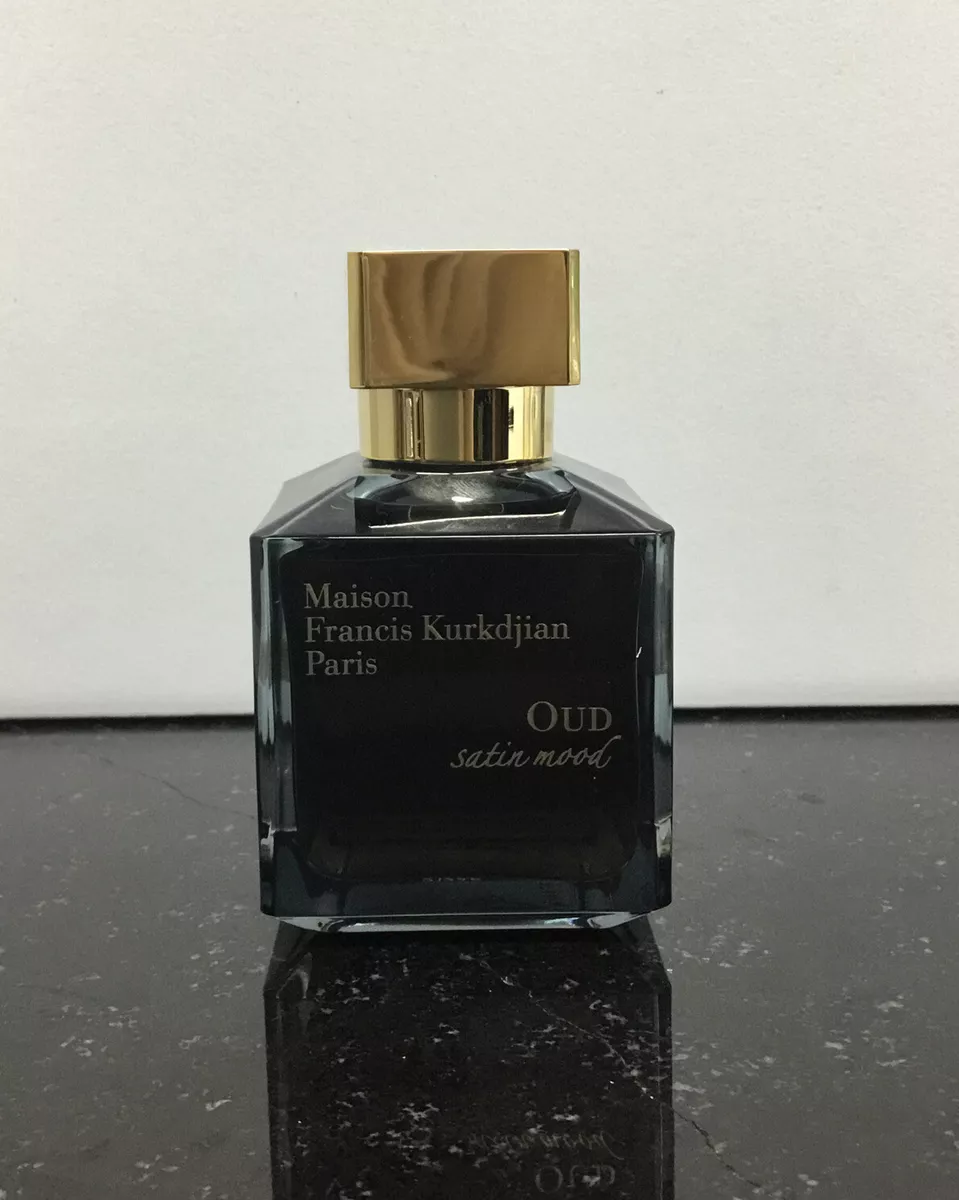 Maison
Francis Kurkdjian
Paris
OUD
satin mood